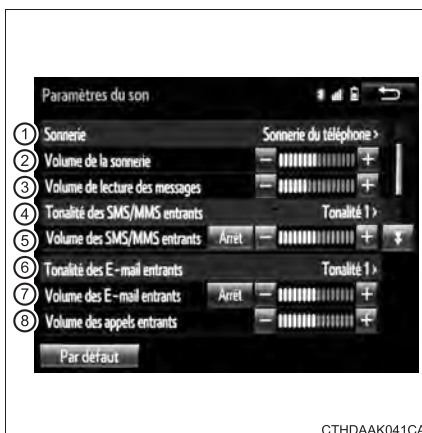 Paramètres du son
1 Sonnerie Sonnerie du téléphone >
2 Volume de la sonnerie − +
3 Volume de lecture des messages − +
4 Tonalité des SMS/MMS entrants Tonalité 1 >
5 Volume des SMS/MMS entrants Arrêt − +
6 Tonalité des E-mail entrants Tonalité 1 >
7 Volume des E-mail entrants Arrêt − +
8 Volume des appels entrants − +
Par défaut
CTHDAAK041CA